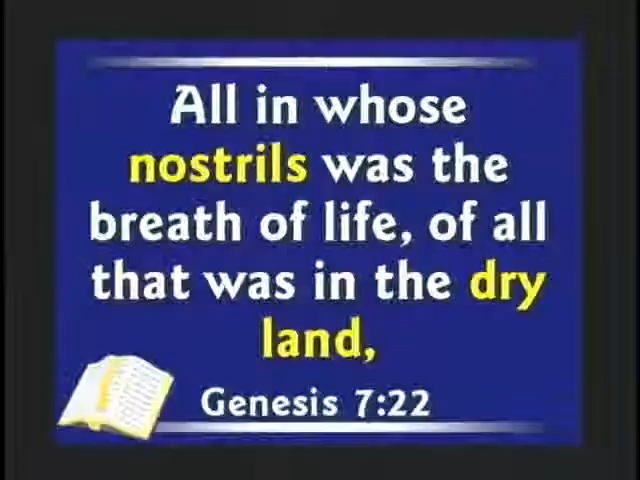 All in whose
nostrils was the
breath of life, of all
that was in the dry
land,
Genesis 7:22